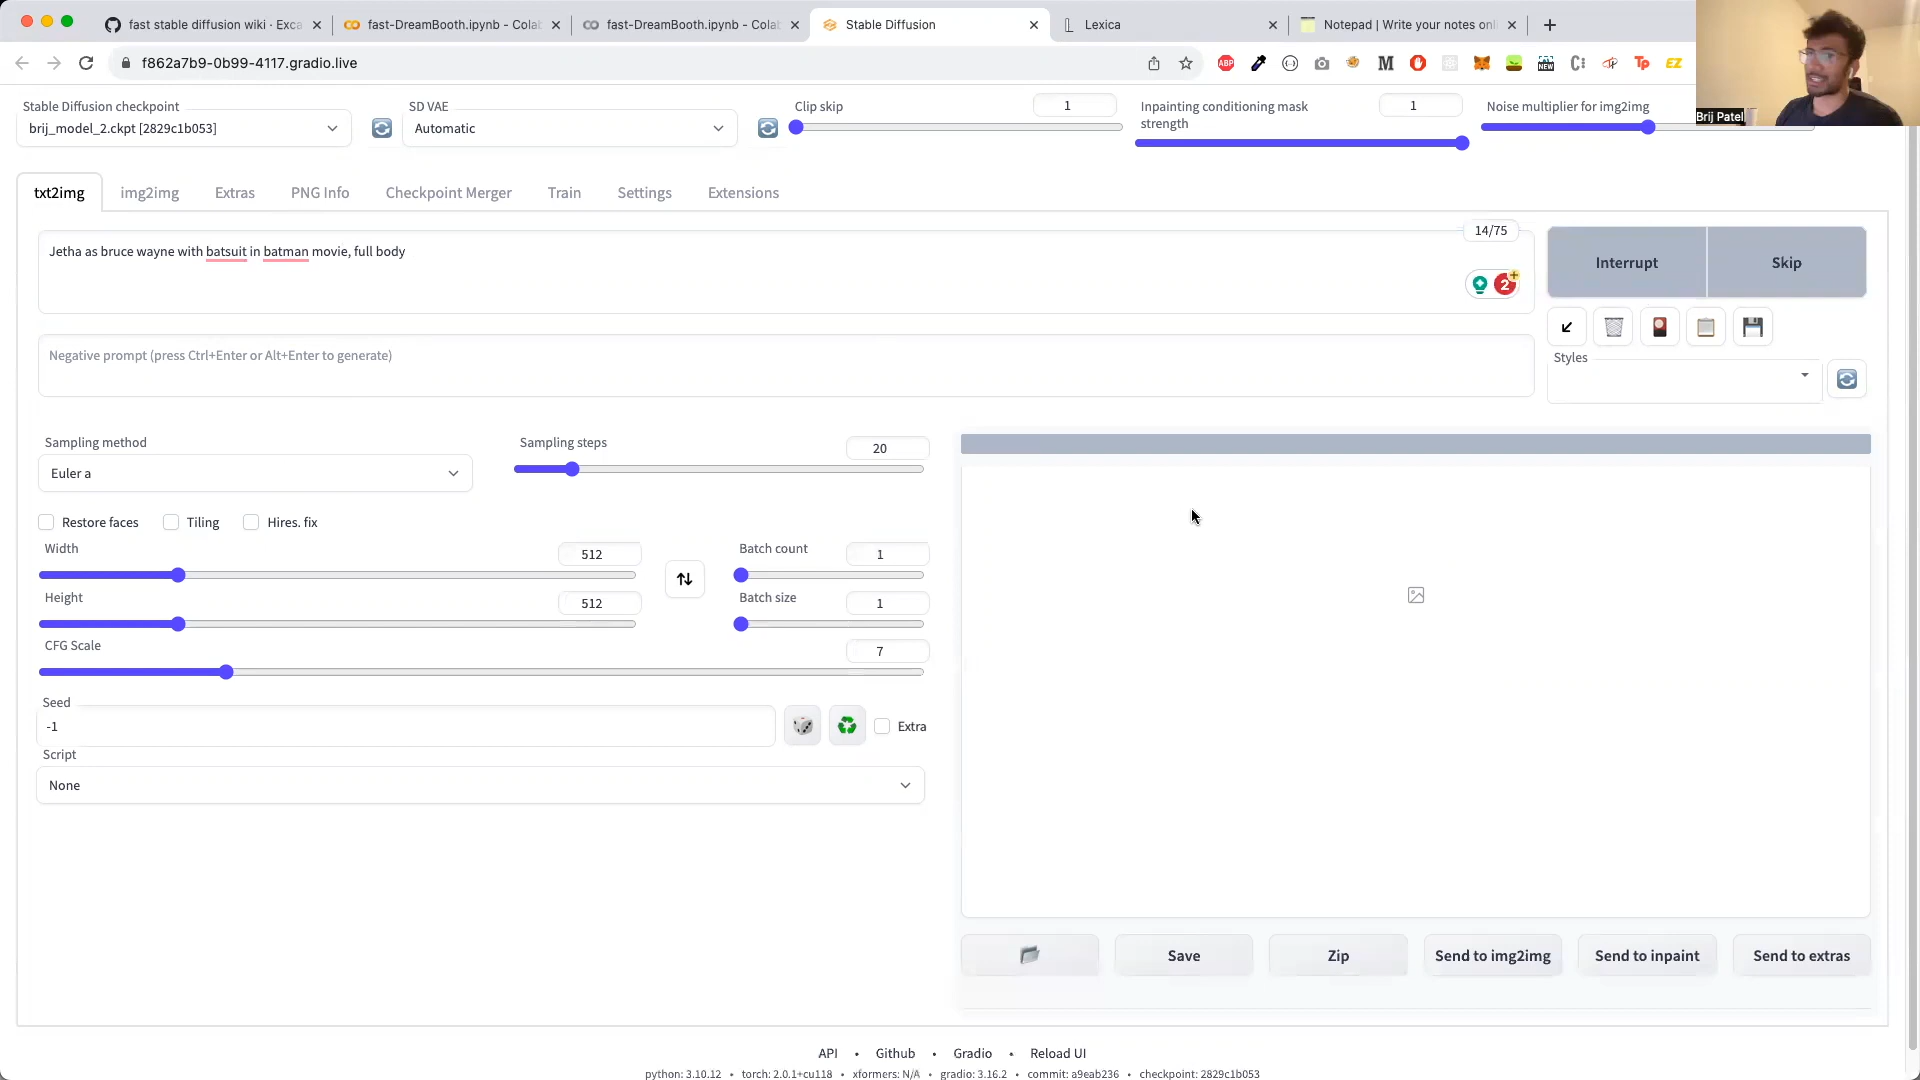 fast stable diffusion wiki · Exca
fast-DreamBooth.ipynb - Colab
fast-DreamBooth.ipynb - Colab
Stable Diffusion
Lexica
Notepad | Write your notes onl
f862a7b9-0b99-4117.gradio.live
ABP
M
NEW
C:
Tp
EZ
Brij Patel
Stable Diffusion checkpoint
brij_model_2.ckpt [2829c1b053]
SD VAE
Automatic
Clip skip
1
Inpainting conditioning mask
strength
1
Noise multiplier for img2img
txt2img
img2img
Extras
PNG Info
Checkpoint Merger
Train
Settings
Extensions
Jetha as bruce wayne with batsuit in batman movie, full body
14/75
2
Interrupt
Skip
Negative prompt (press Ctrl+Enter or Alt+Enter to generate)
Styles
Sampling method
Euler a
Sampling steps
20
Restore faces
Tiling
Hires. fix
Width
512
Height
512
Batch count
1
Batch size
1
CFG Scale
7
Seed
-1
Extra
Script
None
Save
Zip
Send to img2img
Send to inpaint
Send to extras
API • Github • Gradio • Reload UI
python: 3.10.12 • torch: 2.0.1+cu118 • xformers: N/A • gradio: 3.16.2 • commit: a9eab236 • checkpoint: 2829c1b053